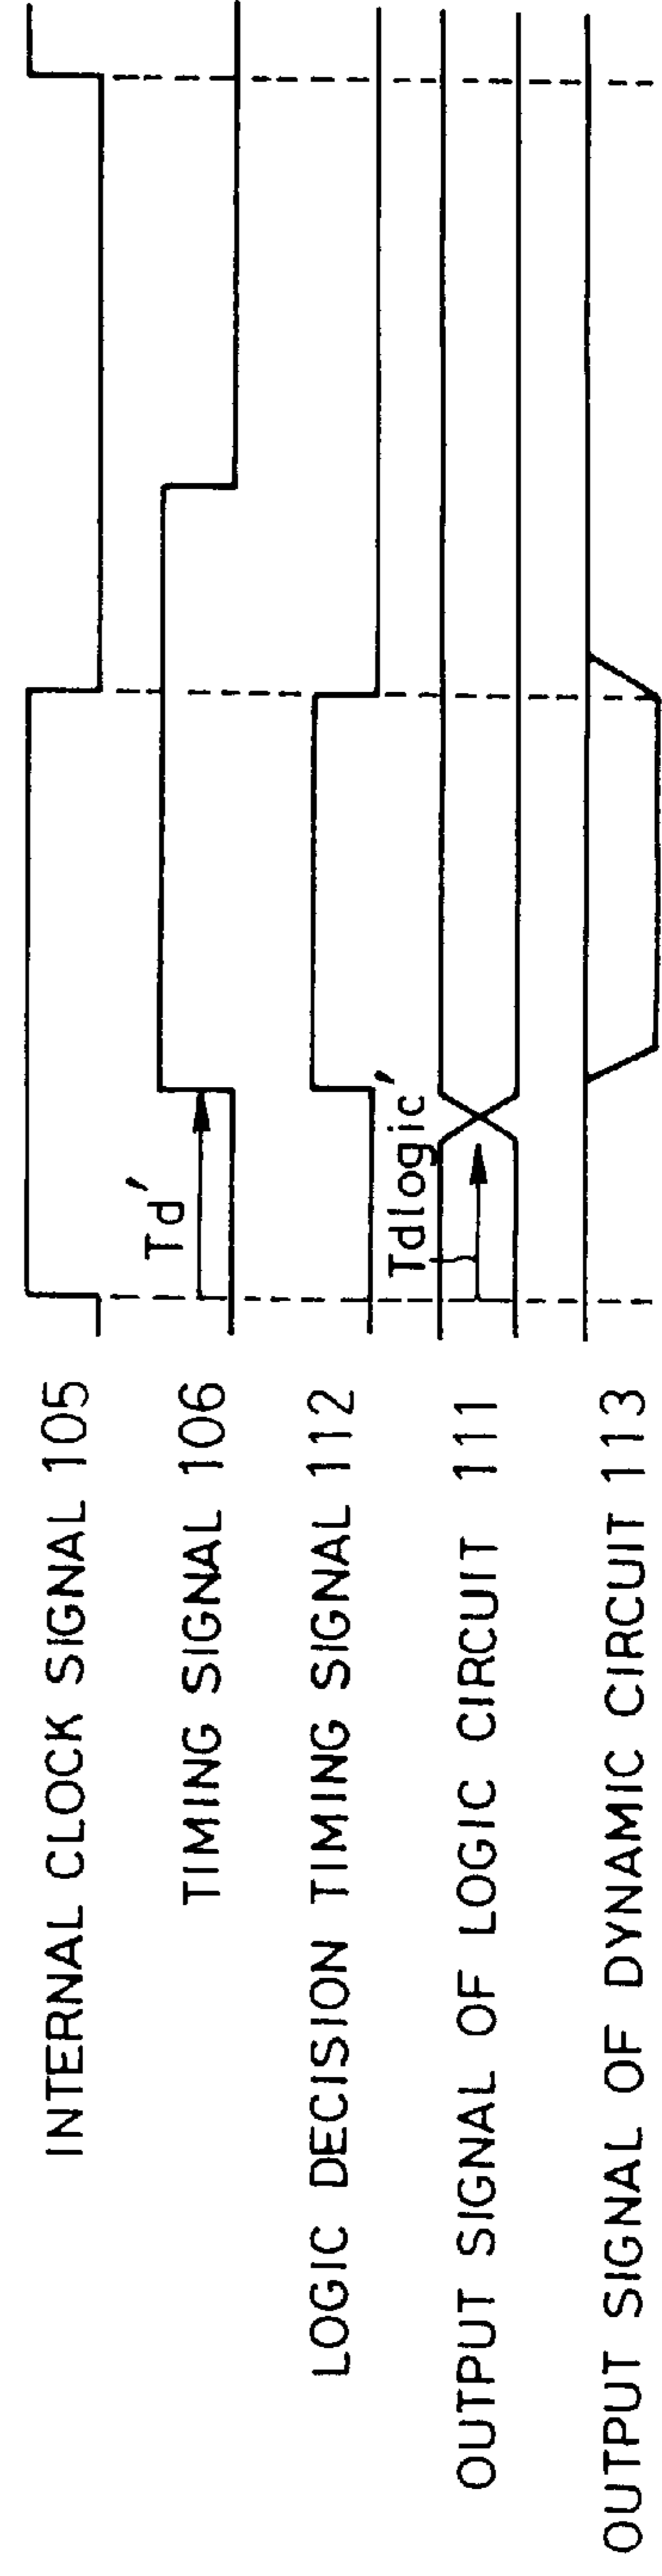 INTERNAL CLOCK SIGNAL 105
TIMING SIGNAL 106
Td'
LOGIC DECISION TIMING SIGNAL 112
Tdlogic'
OUTPUT SIGNAL OF LOGIC CIRCUIT 111
OUTPUT SIGNAL OF DYNAMIC CIRCUIT 113